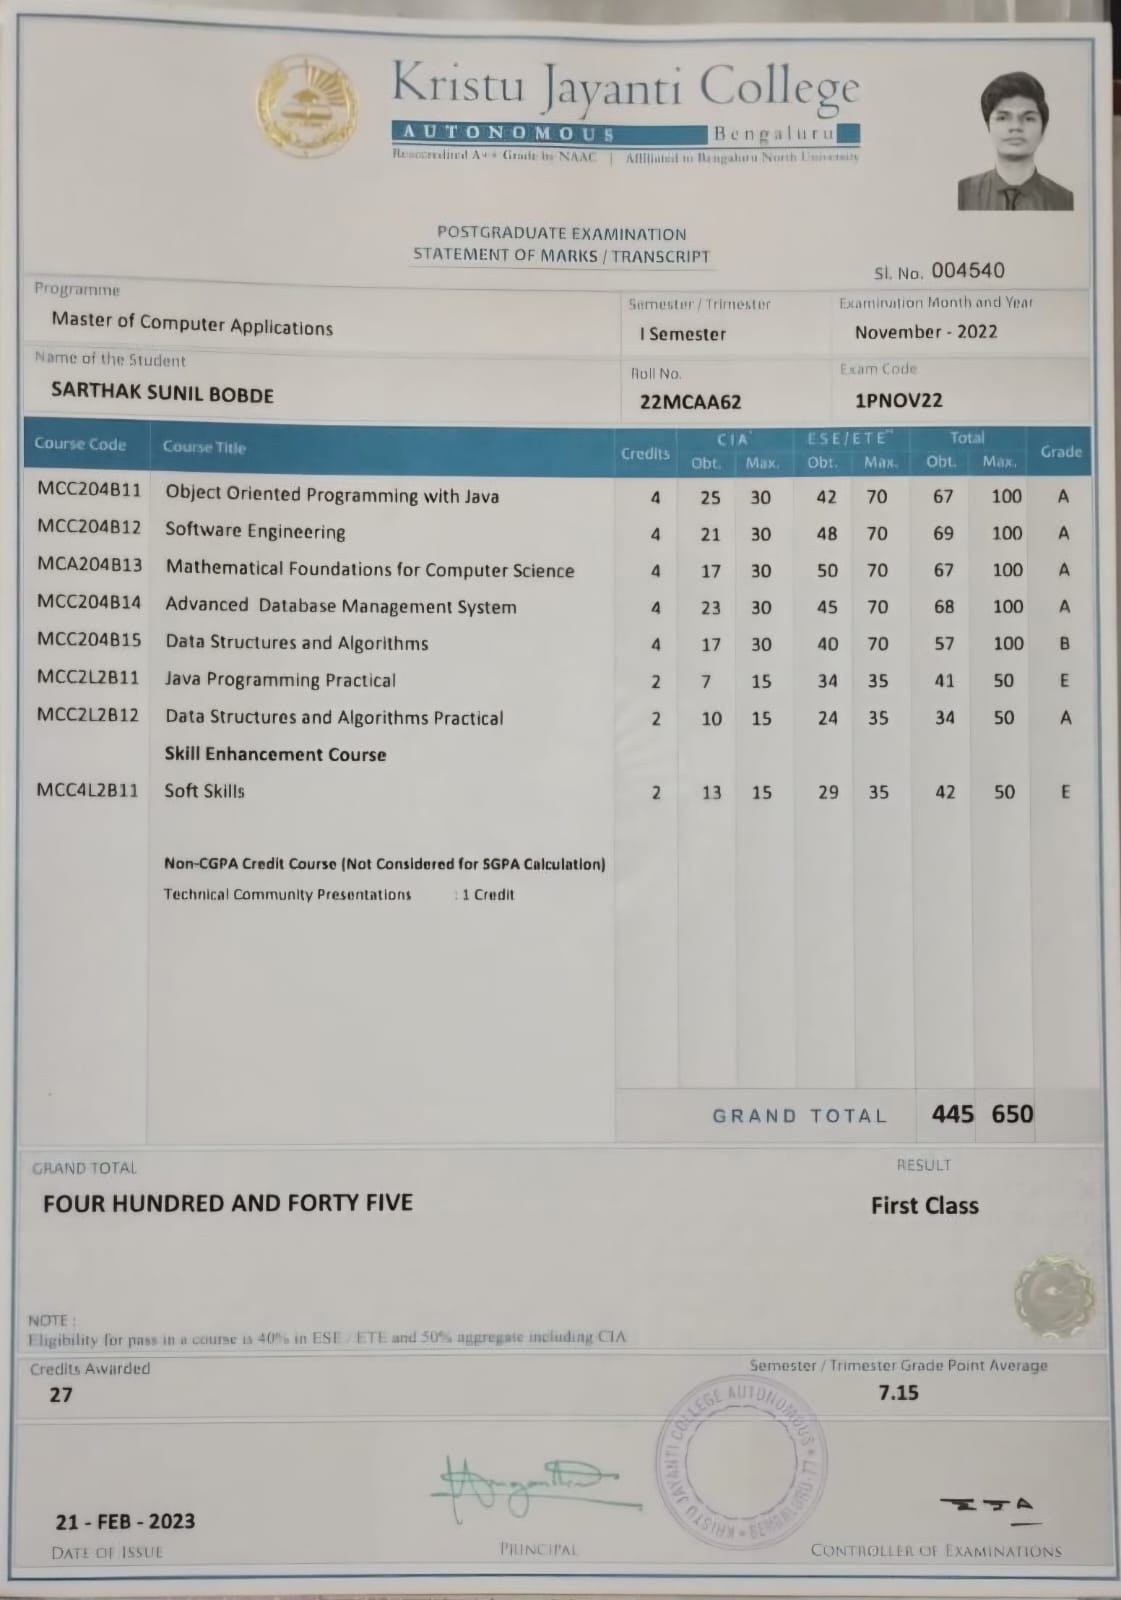 Kristu Jayanti College
AUTONOMOUS Bengaluru
Reaccredited A++ Grade by NAAC | Affiliated to Bengaluru North University
POSTGRADUATE EXAMINATION
STATEMENT OF MARKS / TRANSCRIPT
Sl. No. 004540
Programme
Master of Computer Applications
Semester / Trimester
I Semester
Examination Month and Year
November - 2022
Name of the Student
SARTHAK SUNIL BOBDE
Roll No.
22MCAA62
Exam Code
1PNOV22
Course Code Course Title Credits CIA* ESE/ETE** Total Grade
Obt. Max. Obt. Max. Obt. Max.
MCC204B11 Object Oriented Programming with Java 4 25 30 42 70 67 100 A
MCC204B12 Software Engineering 4 21 30 48 70 69 100 A
MCA204B13 Mathematical Foundations for Computer Science 4 17 30 50 70 67 100 A
MCC204B14 Advanced Database Management System 4 23 30 45 70 68 100 A
MCC204B15 Data Structures and Algorithms 4 17 30 40 70 57 100 B
MCC2L2B11 Java Programming Practical 2 7 15 34 35 41 50 E
MCC2L2B12 Data Structures and Algorithms Practical 2 10 15 24 35 34 50 A
Skill Enhancement Course
MCC4L2B11 Soft Skills 2 13 15 29 35 42 50 E
Non-CGPA Credit Course (Not Considered for SGPA Calculation)
Technical Community Presentations : 1 Credit
GRAND TOTAL 445 650
GRAND TOTAL
FOUR HUNDRED AND FORTY FIVE
RESULT
First Class
NOTE :
Eligibility for pass in a course is 40% in ESE / ETE and 50% aggregate including CIA
Credits Awarded
27
Semester / Trimester Grade Point Average
7.15
KRISTU JAYANTI COLLEGE AUTONOMOUS * BENGALURU-77 *
21 - FEB - 2023
DATE OF ISSUE
PRINCIPAL
CONTROLLER OF EXAMINATIONS